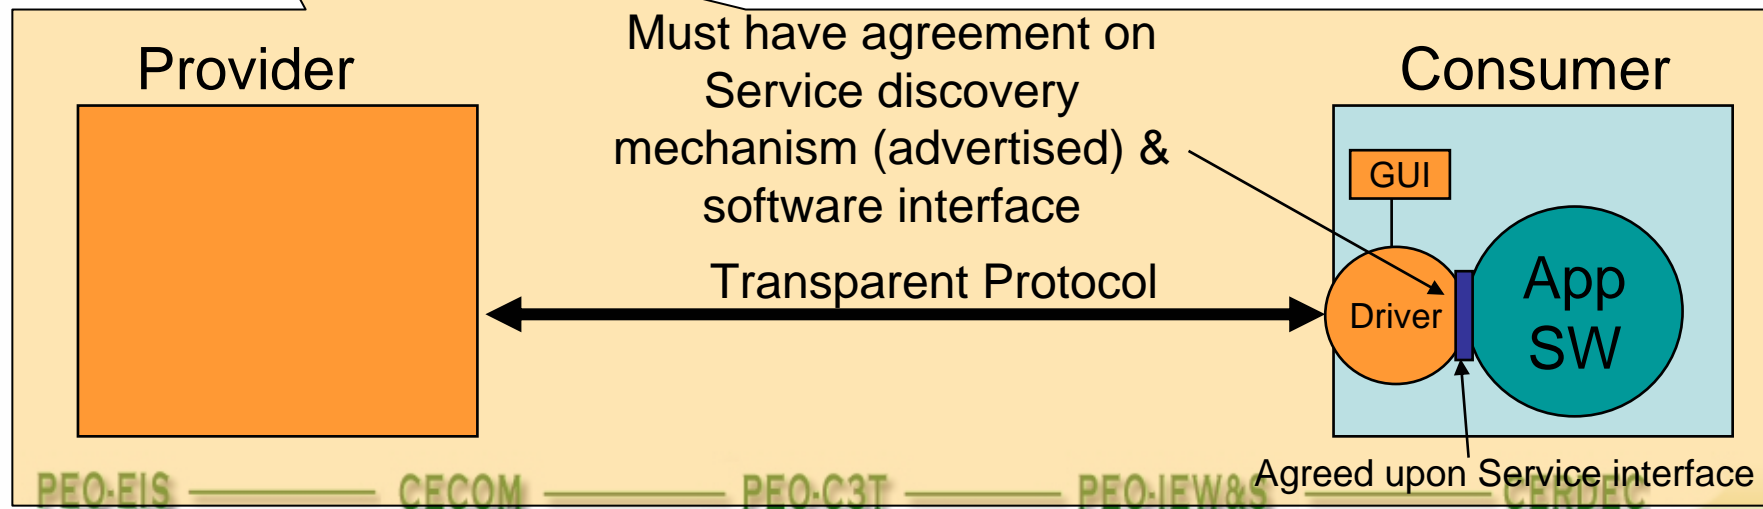 Provider
Must have agreement on
Service discovery
mechanism (advertised) &
software interface
Transparent Protocol
Consumer
GUI
Driver
App
SW
Agreed upon Service interface
PEO-EIS CECOM PEO-C3T PEO-IEW&S CERDEC